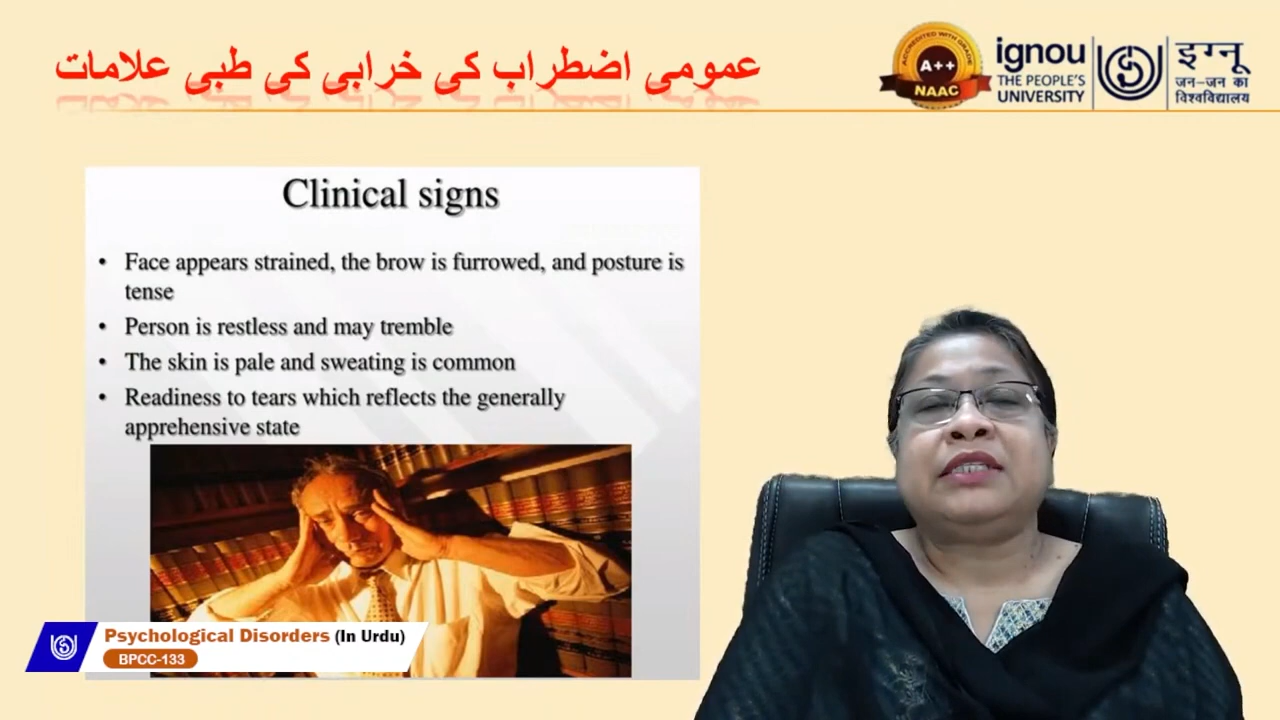 عمومی اضطراب کی خرابی کی طبی علامات
ACCREDITED WITH GRADE
A++
NAAC
ignou
THE PEOPLE'S
UNIVERSITY
इग्नू
जन-जन का
विश्वविद्यालय
Clinical signs
• Face appears strained, the brow is furrowed, and posture is
tense
• Person is restless and may tremble
• The skin is pale and sweating is common
• Readiness to tears which reflects the generally
apprehensive state
Psychological Disorders (In Urdu)
BPCC-133